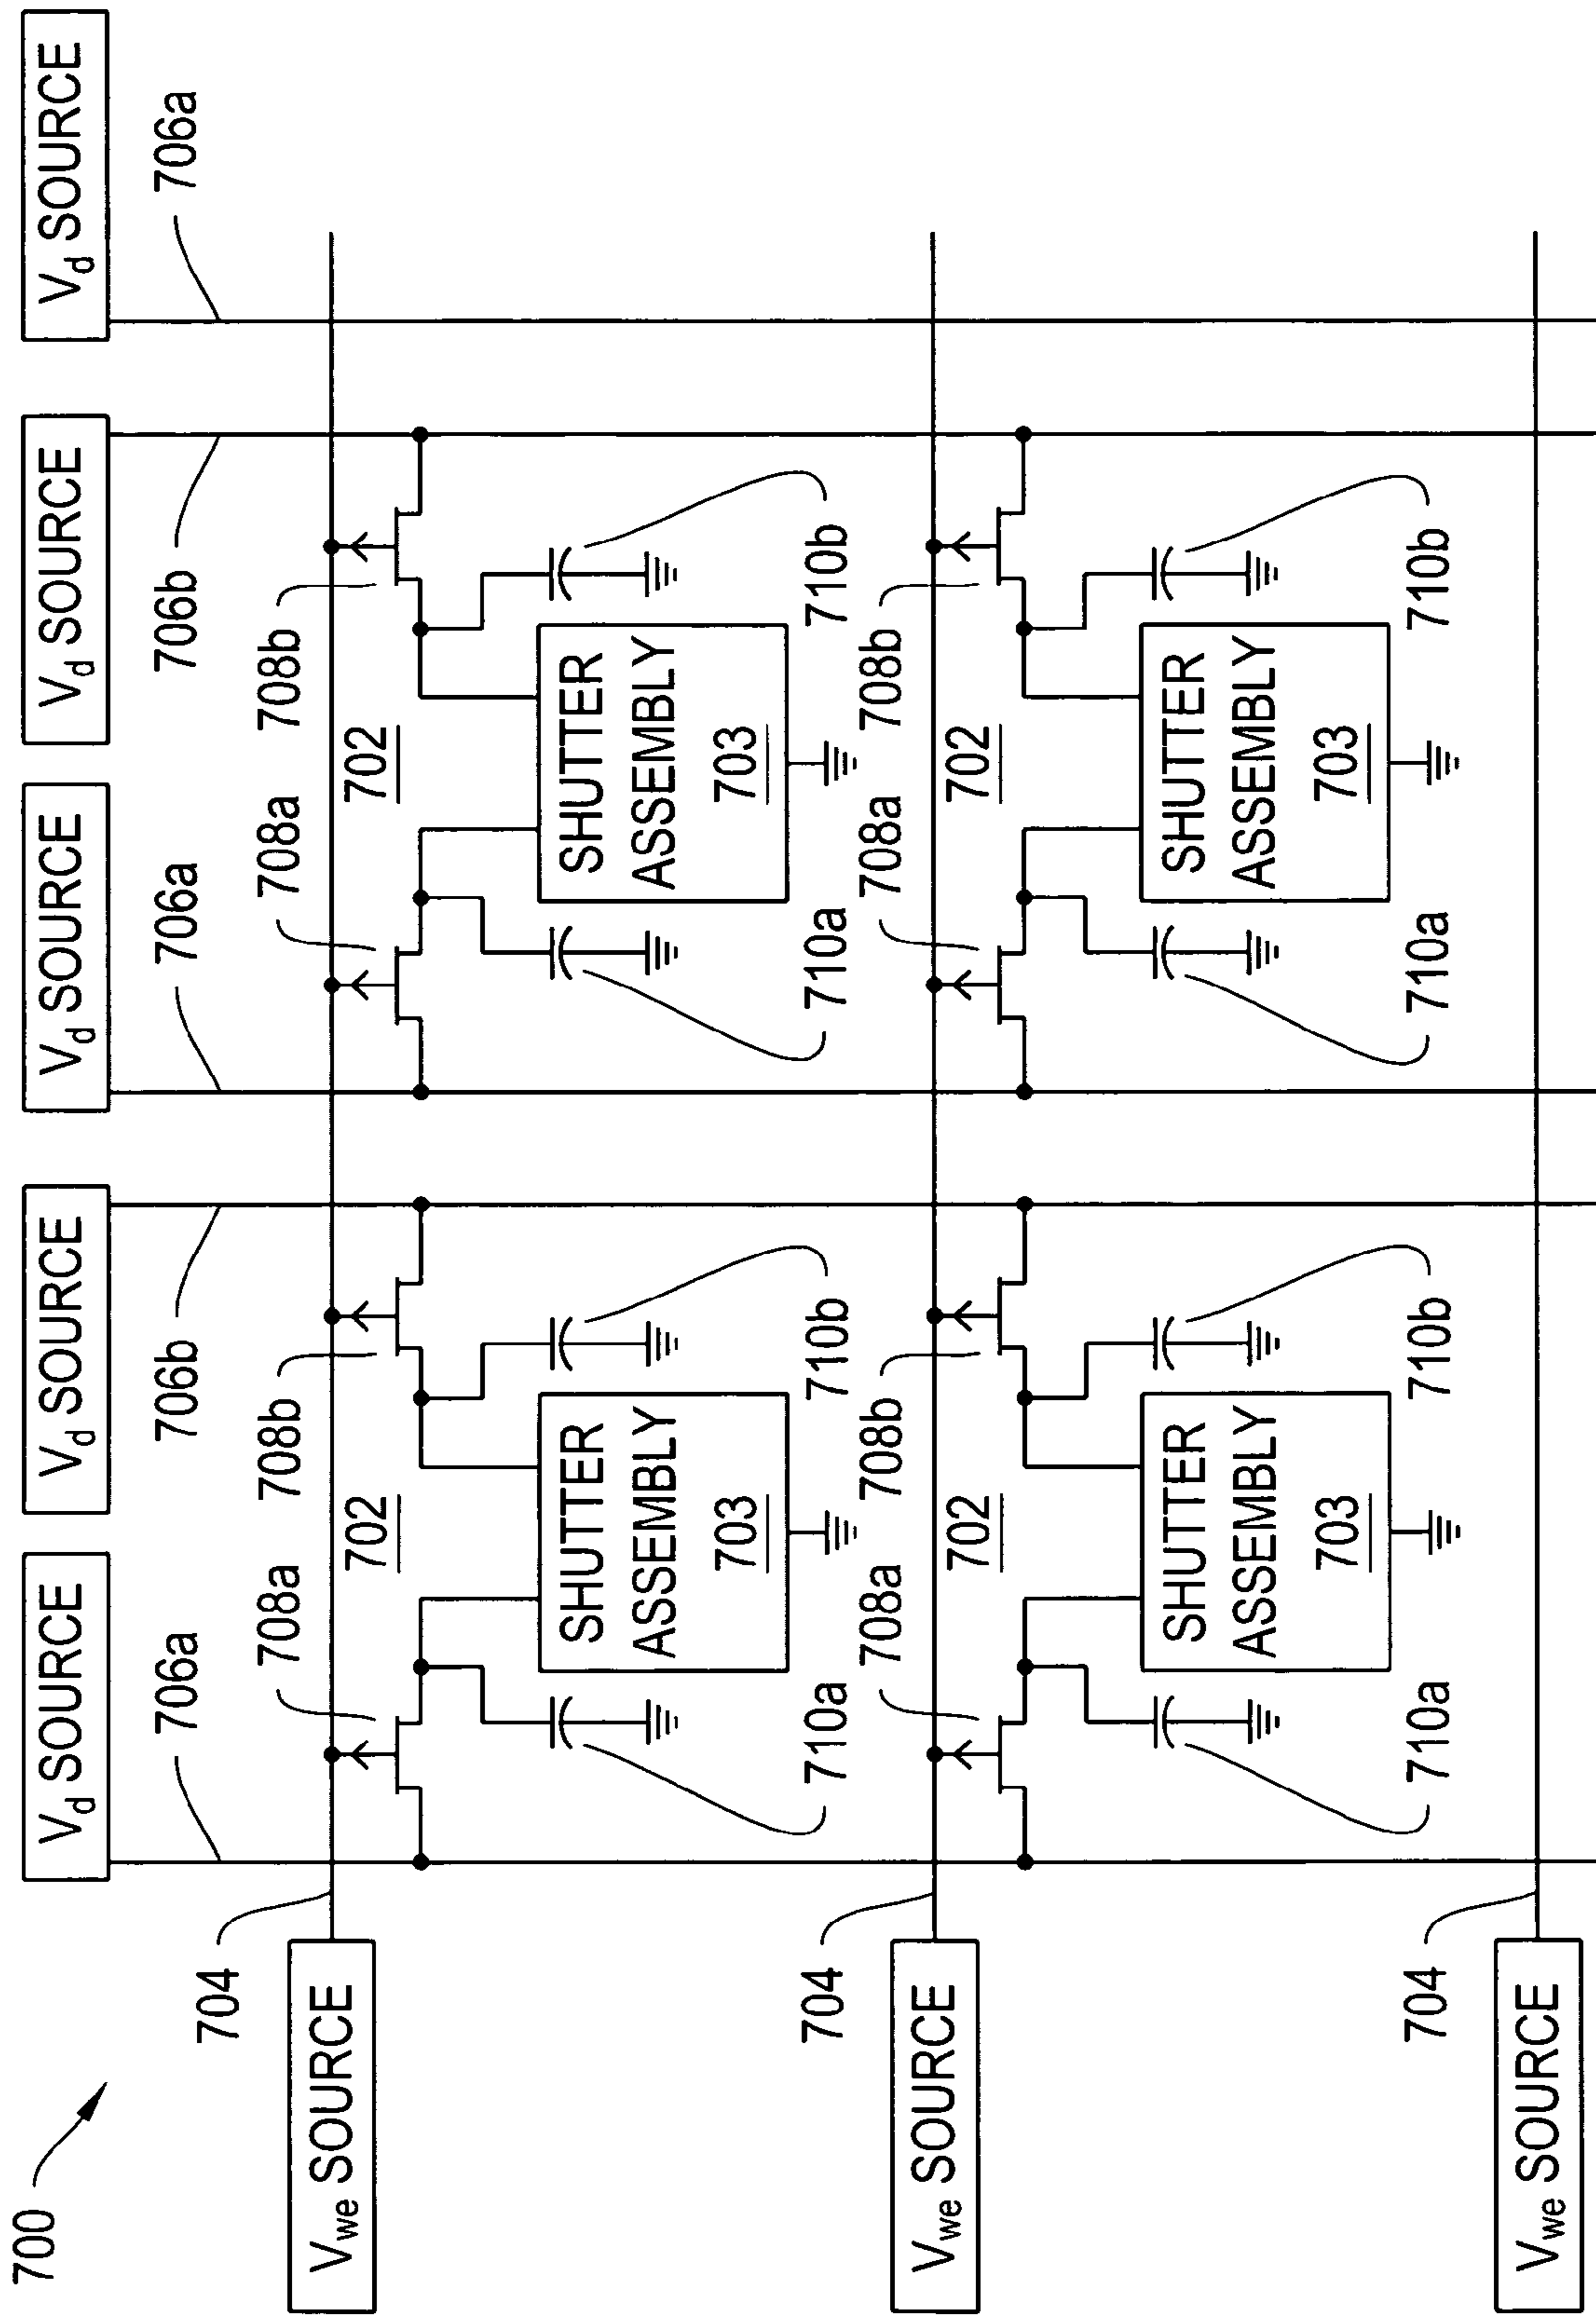 700
V_d SOURCE V_d SOURCE V_d SOURCE V_d SOURCE V_d SOURCE
706a 706b 706a 706b 706a
704
708a 708b 708a 708b
V_we SOURCE
702 702
SHUTTER SHUTTER
ASSEMBLY ASSEMBLY
703 703
704 710a 710b 710a 710b
708a 708b 708a 708b
V_we SOURCE
702 702
SHUTTER SHUTTER
ASSEMBLY ASSEMBLY
703 703
704 710a 710b 710a 710b
V_we SOURCE